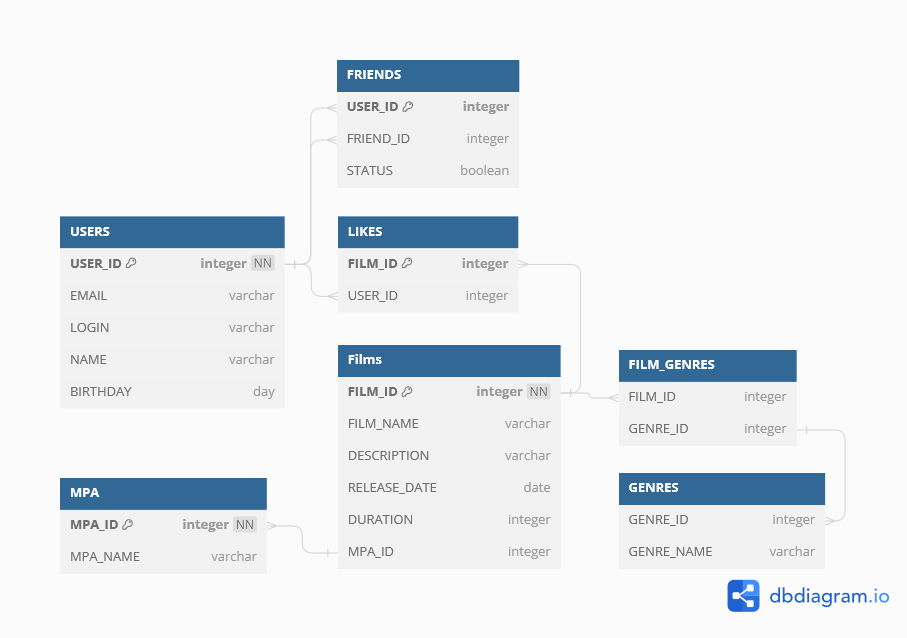 FRIENDS
USER_ID integer
FRIEND_ID integer
STATUS boolean
USERS
USER_ID integer NN
EMAIL varchar
LOGIN varchar
NAME varchar
BIRTHDAY day
LIKES
FILM_ID integer
USER_ID integer
Films
FILM_ID integer NN
FILM_NAME varchar
DESCRIPTION varchar
RELEASE_DATE date
DURATION integer
MPA_ID integer
FILM_GENRES
FILM_ID integer
GENRE_ID integer
MPA
MPA_ID integer NN
MPA_NAME varchar
GENRES
GENRE_ID integer
GENRE_NAME varchar
dbdiagram.io